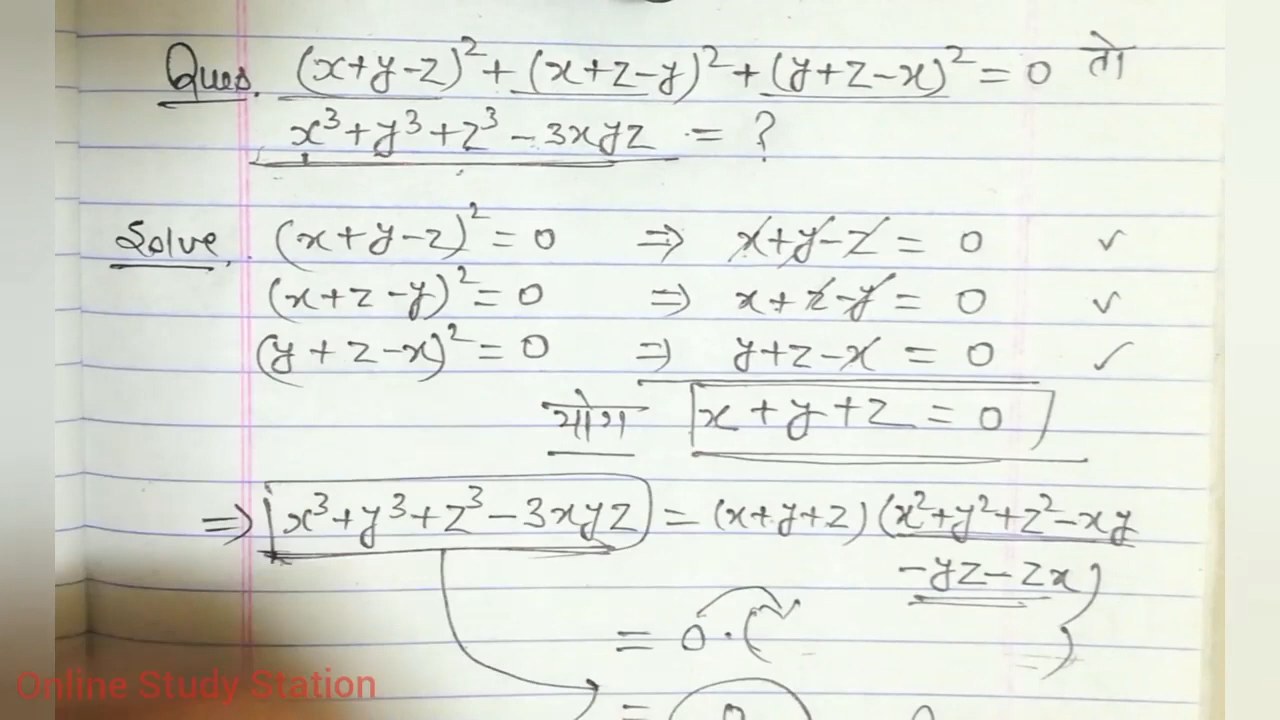 Ques. (x+y-z)² + (x+z-y)² + (y+z-x)² = 0 तो
x³+y³+z³-3xyz = ?
Solve, (x+y-z)² = 0 ⇒ x+y-z = 0 ✓
(x+z-y)² = 0 ⇒ x+z-y = 0 ✓
(y+z-x)² = 0 ⇒ y+z-x = 0 ✓
योग x+y+z = 0
⇒ x³+y³+z³-3xyz = (x+y+z)(x²+y²+z²-xy
-yz-zx)
= 0·( )
=
Online Study Station